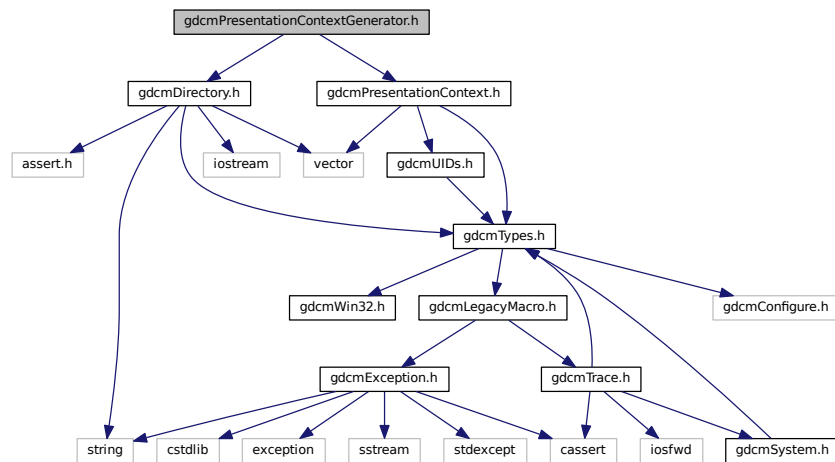 gdcmPresentationContextGenerator.h
gdcmDirectory.h
gdcmPresentationContext.h
assert.h
iostream
vector
gdcmUIDs.h
gdcmTypes.h
gdcmWin32.h
gdcmLegacyMacro.h
gdcmConfigure.h
gdcmException.h
gdcmTrace.h
string
cstdlib
exception
sstream
stdexcept
cassert
iosfwd
gdcmSystem.h